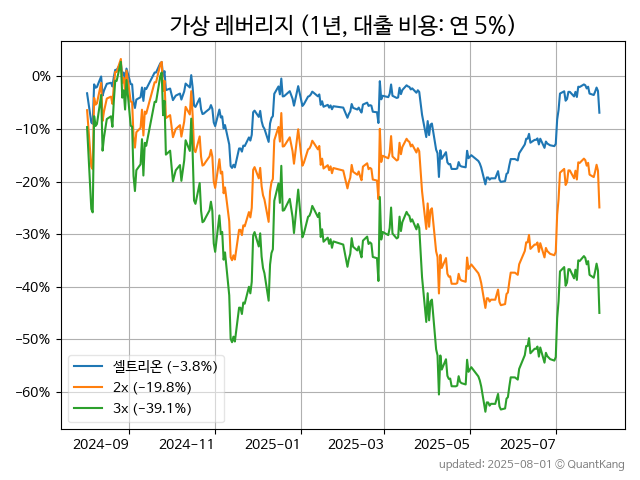 가상 레버리지 (1년, 대출 비용: 연 5%)
0%
−10%
−20%
−30%
−40%
−50%
−60%
셀트리온 (−3.8%)
2x (−19.8%)
3x (−39.1%)
2024-09 2024-11 2025-01 2025-03 2025-05 2025-07
updated: 2025-08-01 © QuantKang